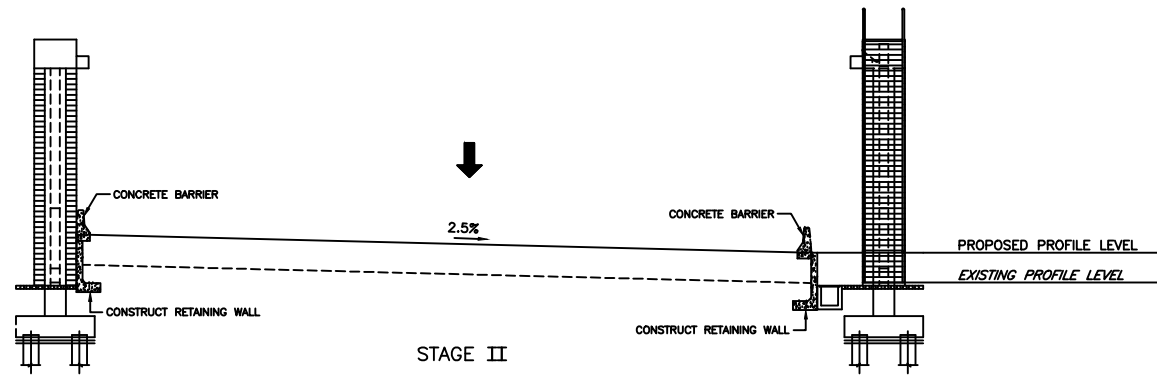 CONCRETE BARRIER
2.5%
CONCRETE BARRIER
PROPOSED PROFILE LEVEL
EXISTING PROFILE LEVEL
CONSTRUCT RETAINING WALL
CONSTRUCT RETAINING WALL
STAGE II